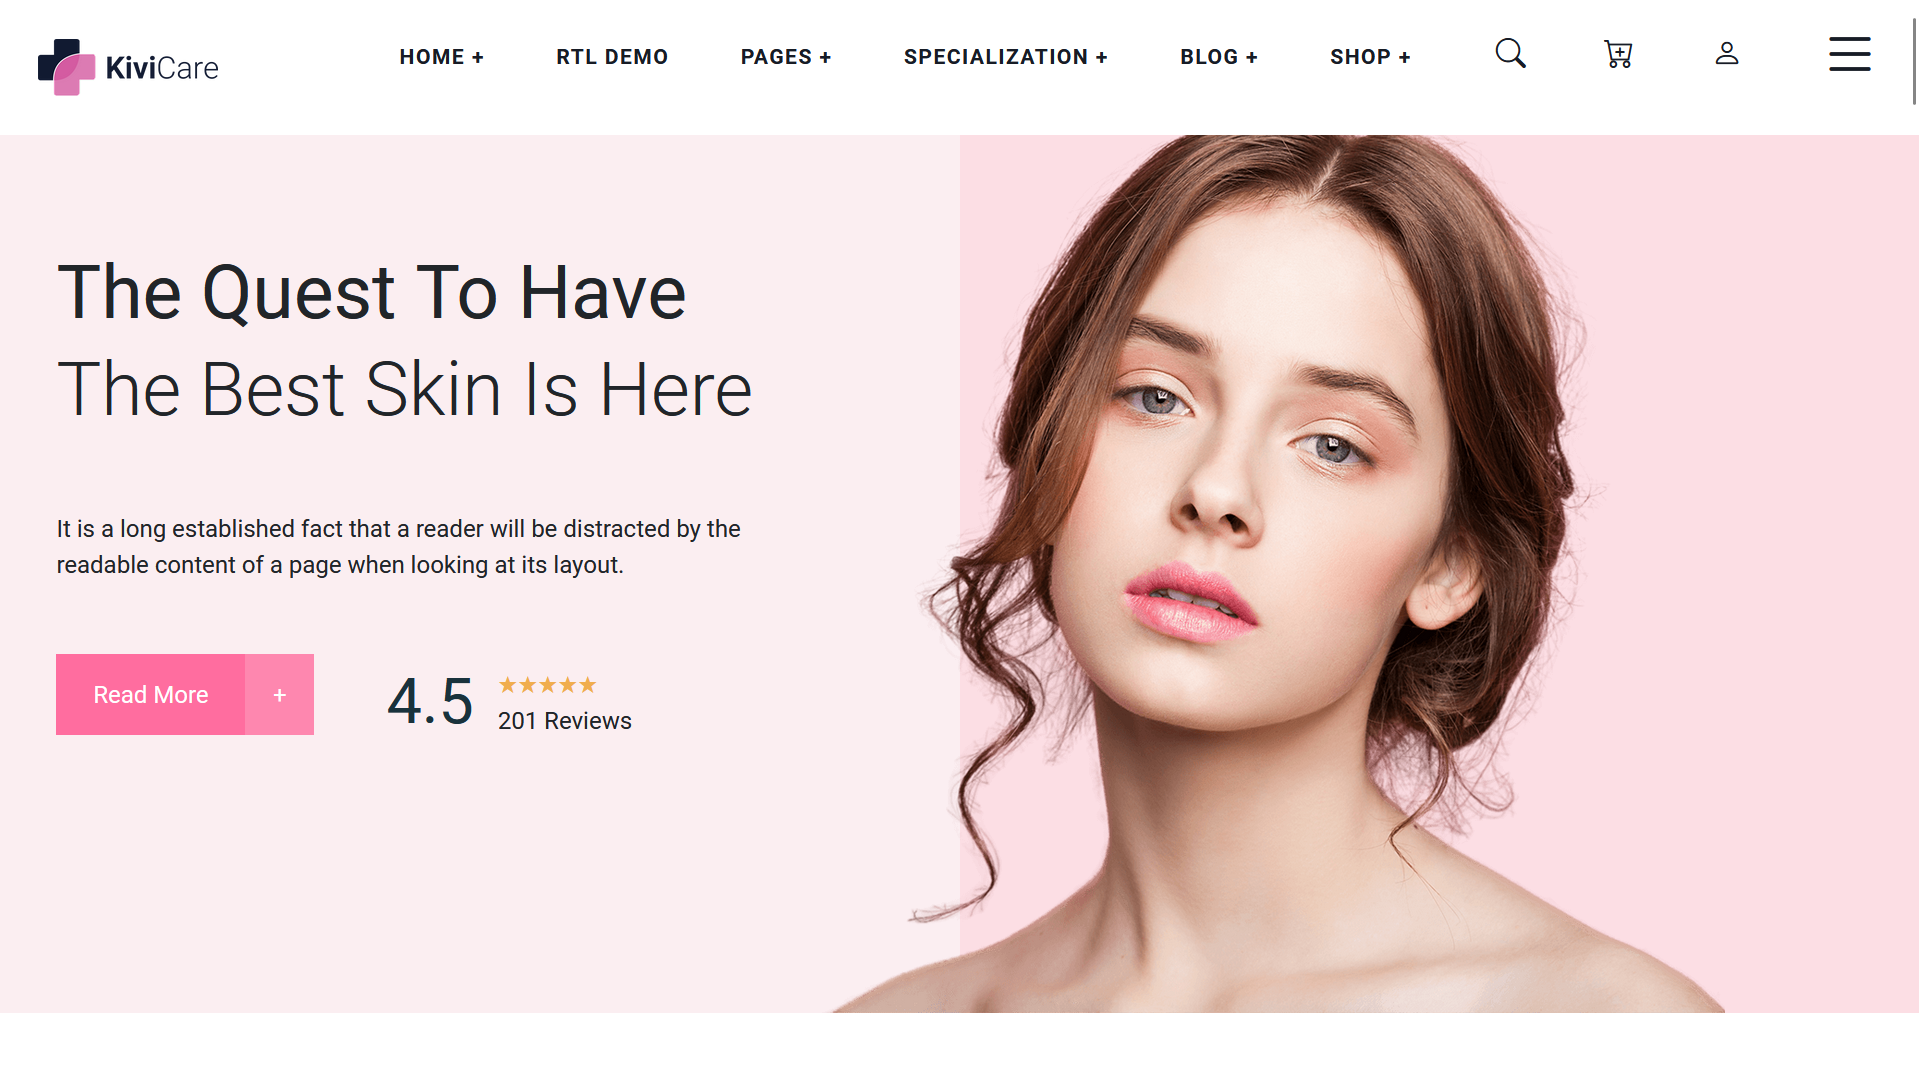 KiviCare
HOME +
RTL DEMO
PAGES +
SPECIALIZATION +
BLOG +
SHOP +
The Quest To Have
The Best Skin Is Here
It is a long established fact that a reader will be distracted by the
readable content of a page when looking at its layout.
Read More +
4.5
201 Reviews